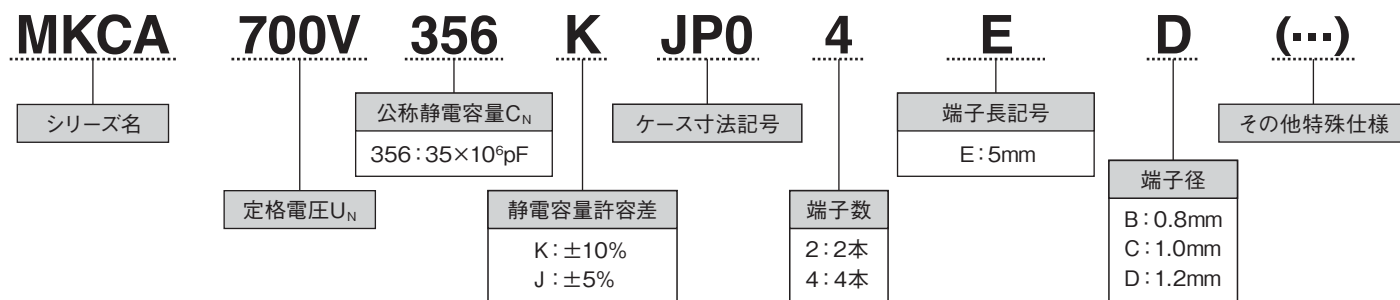 MKCA 700V 356 K JP0 4 E D (···)
シリーズ名
公称静電容量CN
356:35×10⁶pF
ケース寸法記号
端子長記号
E:5mm
その他特殊仕様
定格電圧UN
静電容量許容差
K:±10%
J:±5%
端子数
2:2本
4:4本
端子径
B:0.8mm
C:1.0mm
D:1.2mm